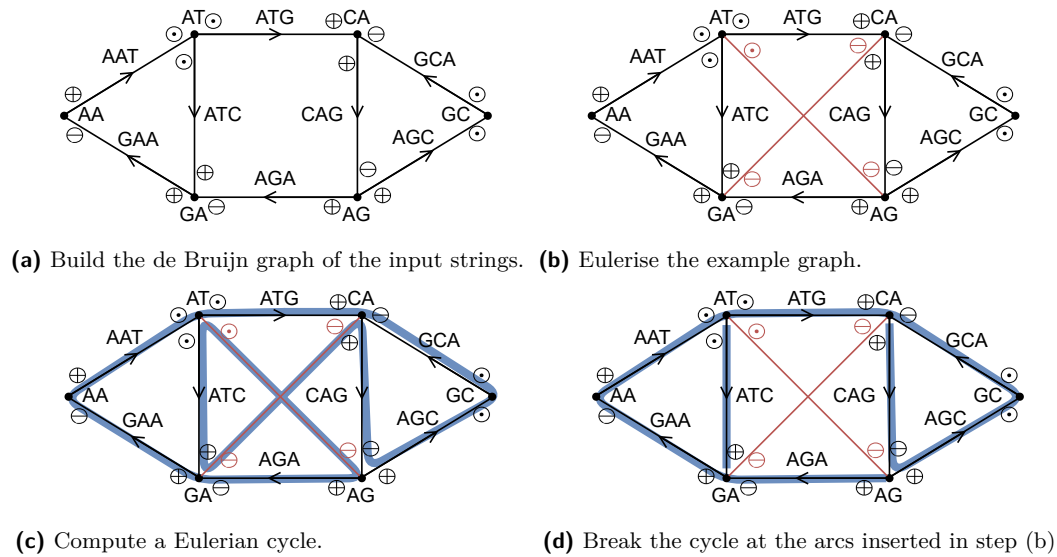 AT ⊙ ATG ⊕ CA ⊖
⊙ AAT ⊙ ⊕ GCA
⊕ AA ⊖ ATC CAG GC ⊙ ⊙
GAA AGC
⊕ GA ⊖ ⊕ AGA ⊕ AG ⊖ ⊕
(a) Build the de Bruijn graph of the input strings.
AT ⊙ ATG ⊕ CA ⊖
⊙ AAT ⊙ ⊙ ⊖ ⊕ GCA
⊕ AA ⊖ ATC CAG GC ⊙ ⊙
GAA AGC
⊕ GA ⊖ ⊕ ⊖ AGA ⊕ AG ⊖ ⊖ ⊕
(b) Eulerise the example graph.
AT ⊙ ATG ⊕ CA ⊖
⊙ AAT ⊙ ⊙ ⊖ ⊕ GCA
⊕ AA ⊖ ATC CAG GC ⊙ ⊙
GAA AGC
⊕ GA ⊖ ⊕ ⊖ AGA ⊕ AG ⊖ ⊖ ⊕
(c) Compute a Eulerian cycle.
AT ⊙ ATG ⊕ CA ⊖
⊙ AAT ⊙ ⊙ ⊖ ⊕ GCA
⊕ AA ⊖ ATC CAG GC ⊙ ⊙
GAA AGC
⊕ GA ⊖ ⊕ ⊖ AGA ⊕ AG ⊖ ⊖ ⊕
(d) Break the cycle at the arcs inserted in step (b)